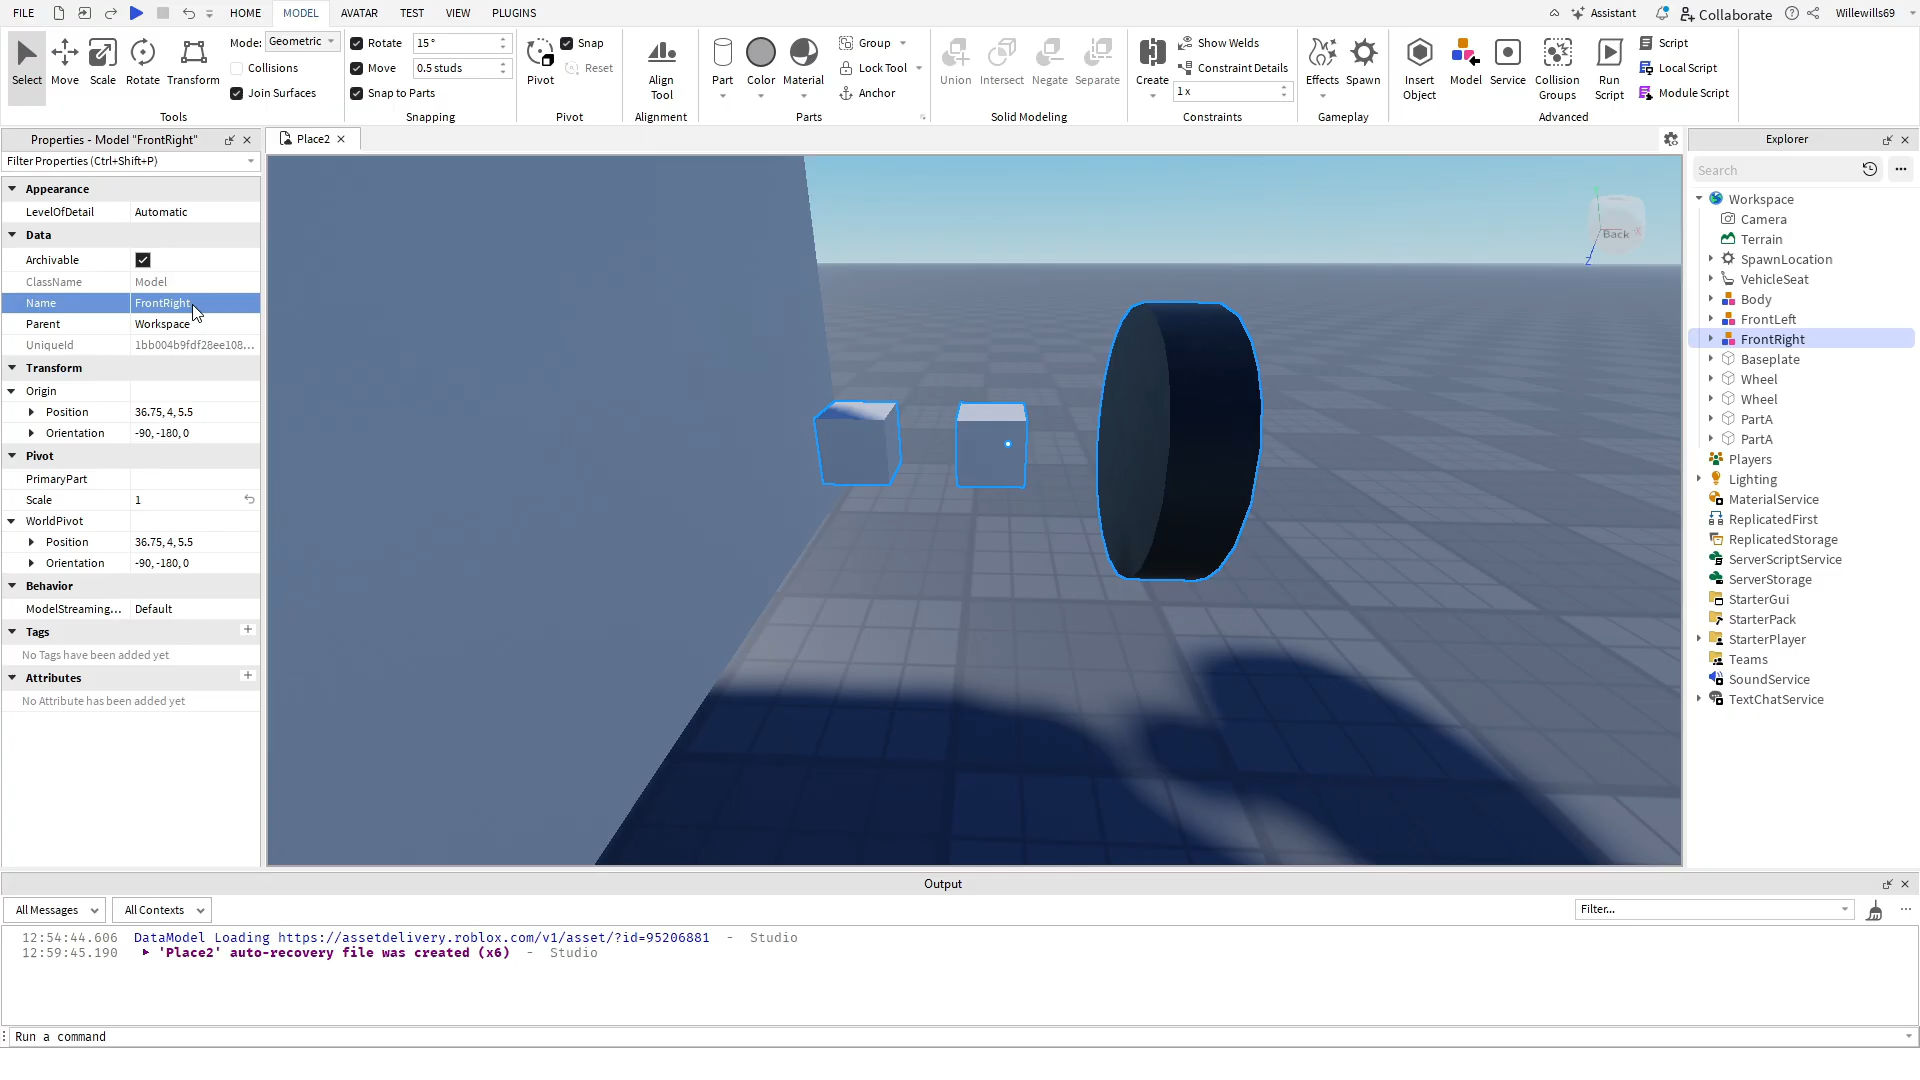 FILE HOME MODEL AVATAR TEST VIEW PLUGINS Assistant Collaborate Willewills69
Select Move Scale Rotate Transform
Mode: Geometric
Collisions
Join Surfaces
Tools
Rotate 15°
Move 0.5 studs
Snap to Parts
Snapping
Pivot
Snap
Reset
Pivot
Align Tool
Alignment
Part Color Material
Group
Lock Tool
Anchor
Parts
Union Intersect Negate Separate
Solid Modeling
Create
Show Welds
Constraint Details
1 x
Constraints
Effects Spawn
Gameplay
Insert Object
Model
Service
Collision Groups
Run Script
Script
Local Script
Module Script
Advanced
Properties - Model "FrontRight"
Filter Properties (Ctrl+Shift+P)
Appearance
LevelOfDetail Automatic
Data
Archivable
ClassName Model
Name FrontRight
Parent Workspace
UniqueId 1bb004b9fdf28ee108...
Transform
Origin
Position 36.75, 4, 5.5
Orientation -90, -180, 0
Pivot
PrimaryPart
Scale 1
WorldPivot
Position 36.75, 4, 5.5
Orientation -90, -180, 0
Behavior
ModelStreaming... Default
Tags
No Tags have been added yet
Attributes
No Attribute has been added yet
Place2
Back
Z
Explorer
Search
Workspace
Camera
Terrain
SpawnLocation
VehicleSeat
Body
FrontLeft
FrontRight
Baseplate
Wheel
Wheel
PartA
PartA
Players
Lighting
MaterialService
ReplicatedFirst
ReplicatedStorage
ServerScriptService
ServerStorage
StarterGui
StarterPack
StarterPlayer
Teams
SoundService
TextChatService
Output
All Messages All Contexts Filter...
12:54:44.606 DataModel Loading https://assetdelivery.roblox.com/v1/asset/?id=95206881 - Studio
12:59:45.190 'Place2' auto-recovery file was created (x6) - Studio
Run a command